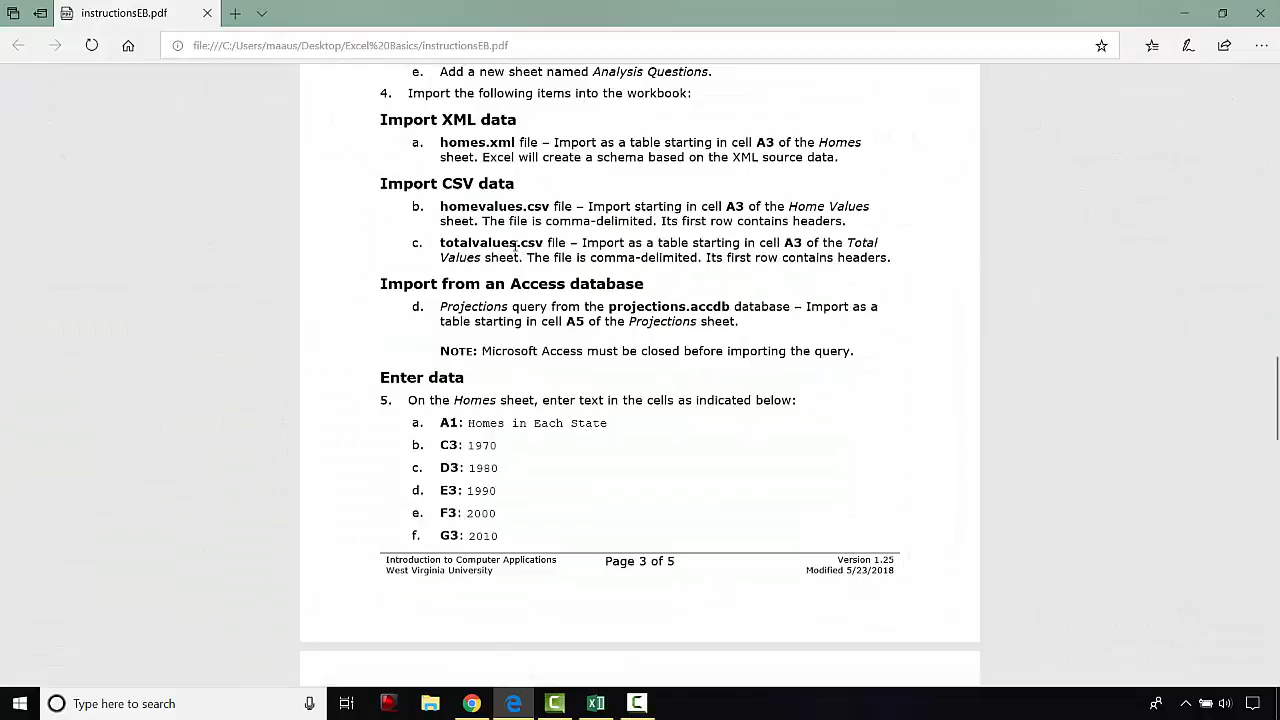 instructionsEB.pdf
file:///C:/Users/maaus/Desktop/Excel%20Basics/instructionsEB.pdf
e. Add a new sheet named Analysis Questions.
4. Import the following items into the workbook:
Import XML data
a. homes.xml file – Import as a table starting in cell A3 of the Homes
sheet. Excel will create a schema based on the XML source data.
Import CSV data
b. homevalues.csv file – Import starting in cell A3 of the Home Values
sheet. The file is comma-delimited. Its first row contains headers.
c. totalvalues.csv file – Import as a table starting in cell A3 of the Total
Values sheet. The file is comma-delimited. Its first row contains headers.
Import from an Access database
d. Projections query from the projections.accdb database – Import as a
table starting in cell A5 of the Projections sheet.
NOTE: Microsoft Access must be closed before importing the query.
Enter data
5. On the Homes sheet, enter text in the cells as indicated below:
a. A1: Homes in Each State
b. C3: 1970
c. D3: 1980
d. E3: 1990
e. F3: 2000
f. G3: 2010
Introduction to Computer Applications Page 3 of 5 Version 1.25
West Virginia University Modified 5/23/2018
Type here to search